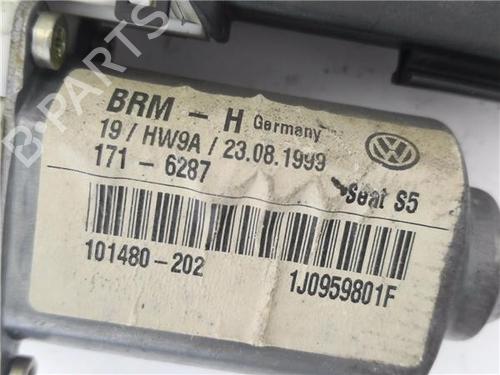 BRM - H Germany
19 / HW9A / 23.08.1999
171 - 6287
Seat S5
101480-202
1J0959801F